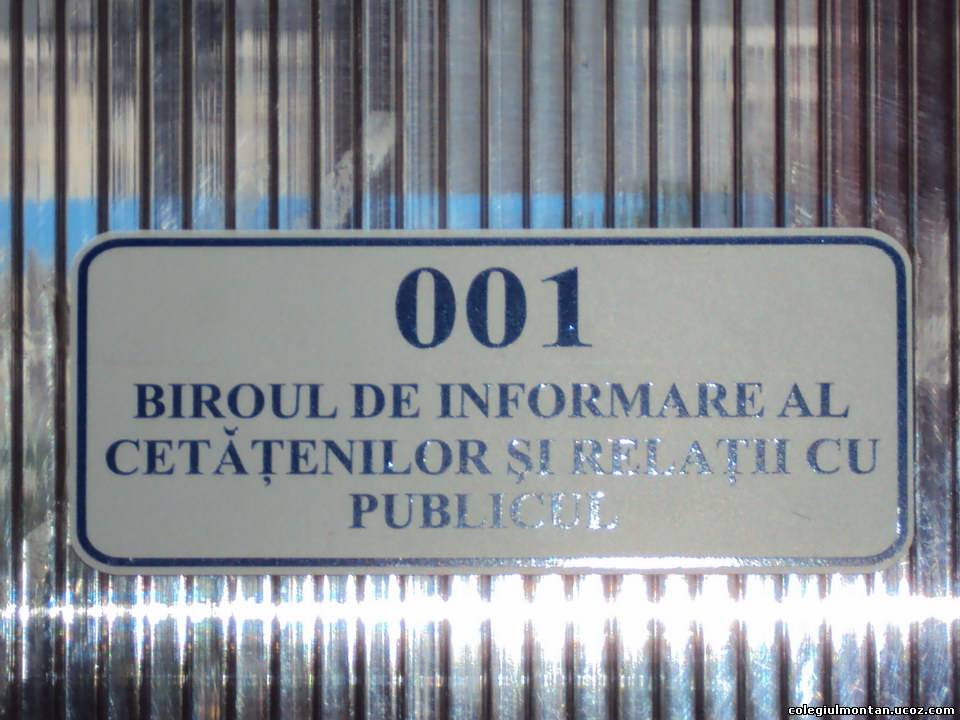 001
BIROUL DE INFORMARE AL
CETĂȚENILOR ȘI RELAȚII CU
PUBLICUL
colegiulmontan.ucoz.com